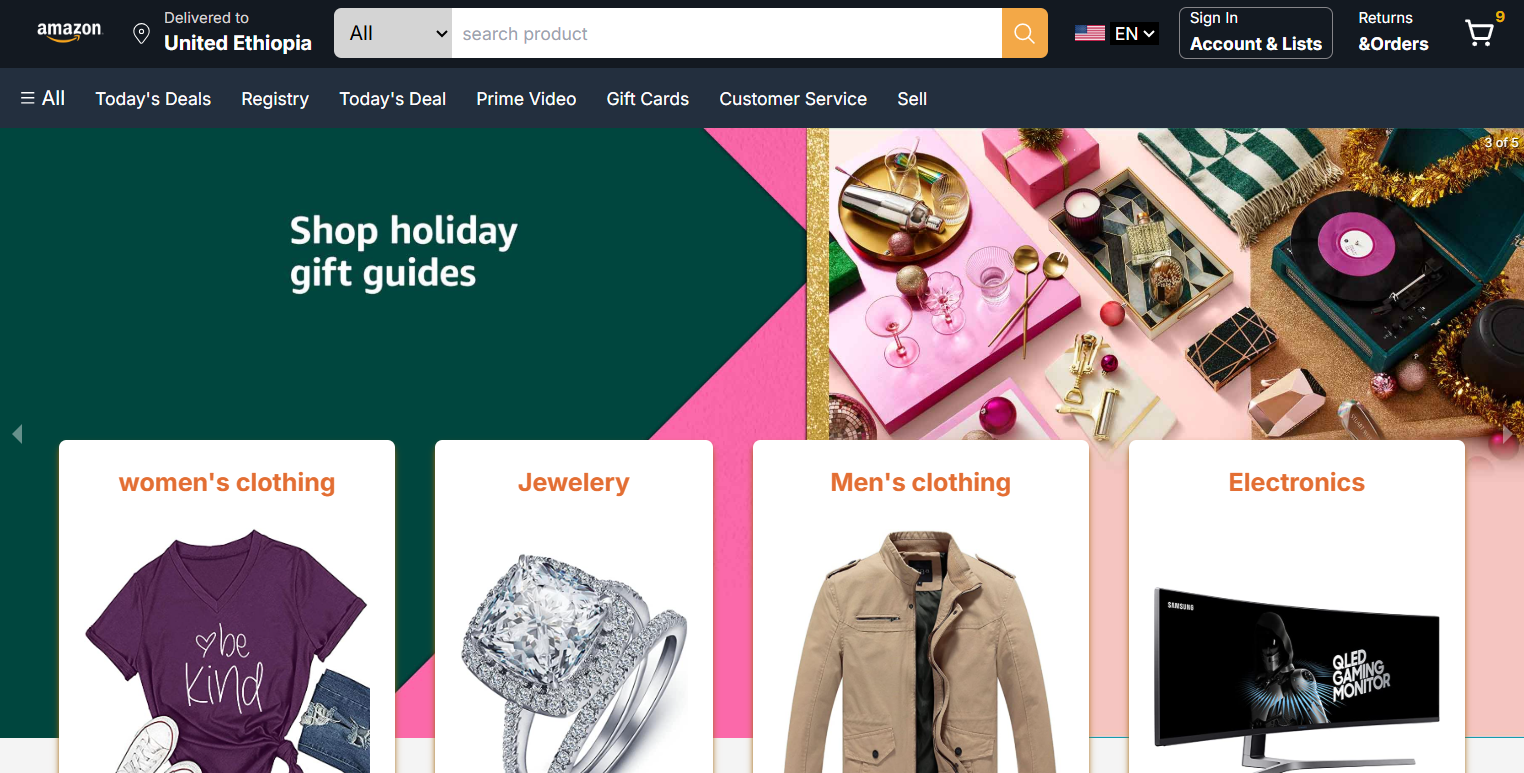 amazon
Delivered to
United Ethiopia
All
search product
EN
Sign In
Account & Lists
Returns
&Orders
9
All
Today's Deals
Registry
Today's Deal
Prime Video
Gift Cards
Customer Service
Sell
3 of 5
Shop holiday
gift guides
women's clothing
Jewelery
Men's clothing
Electronics
be
kind
SAMSUNG
QLED
GAMING
MONITOR